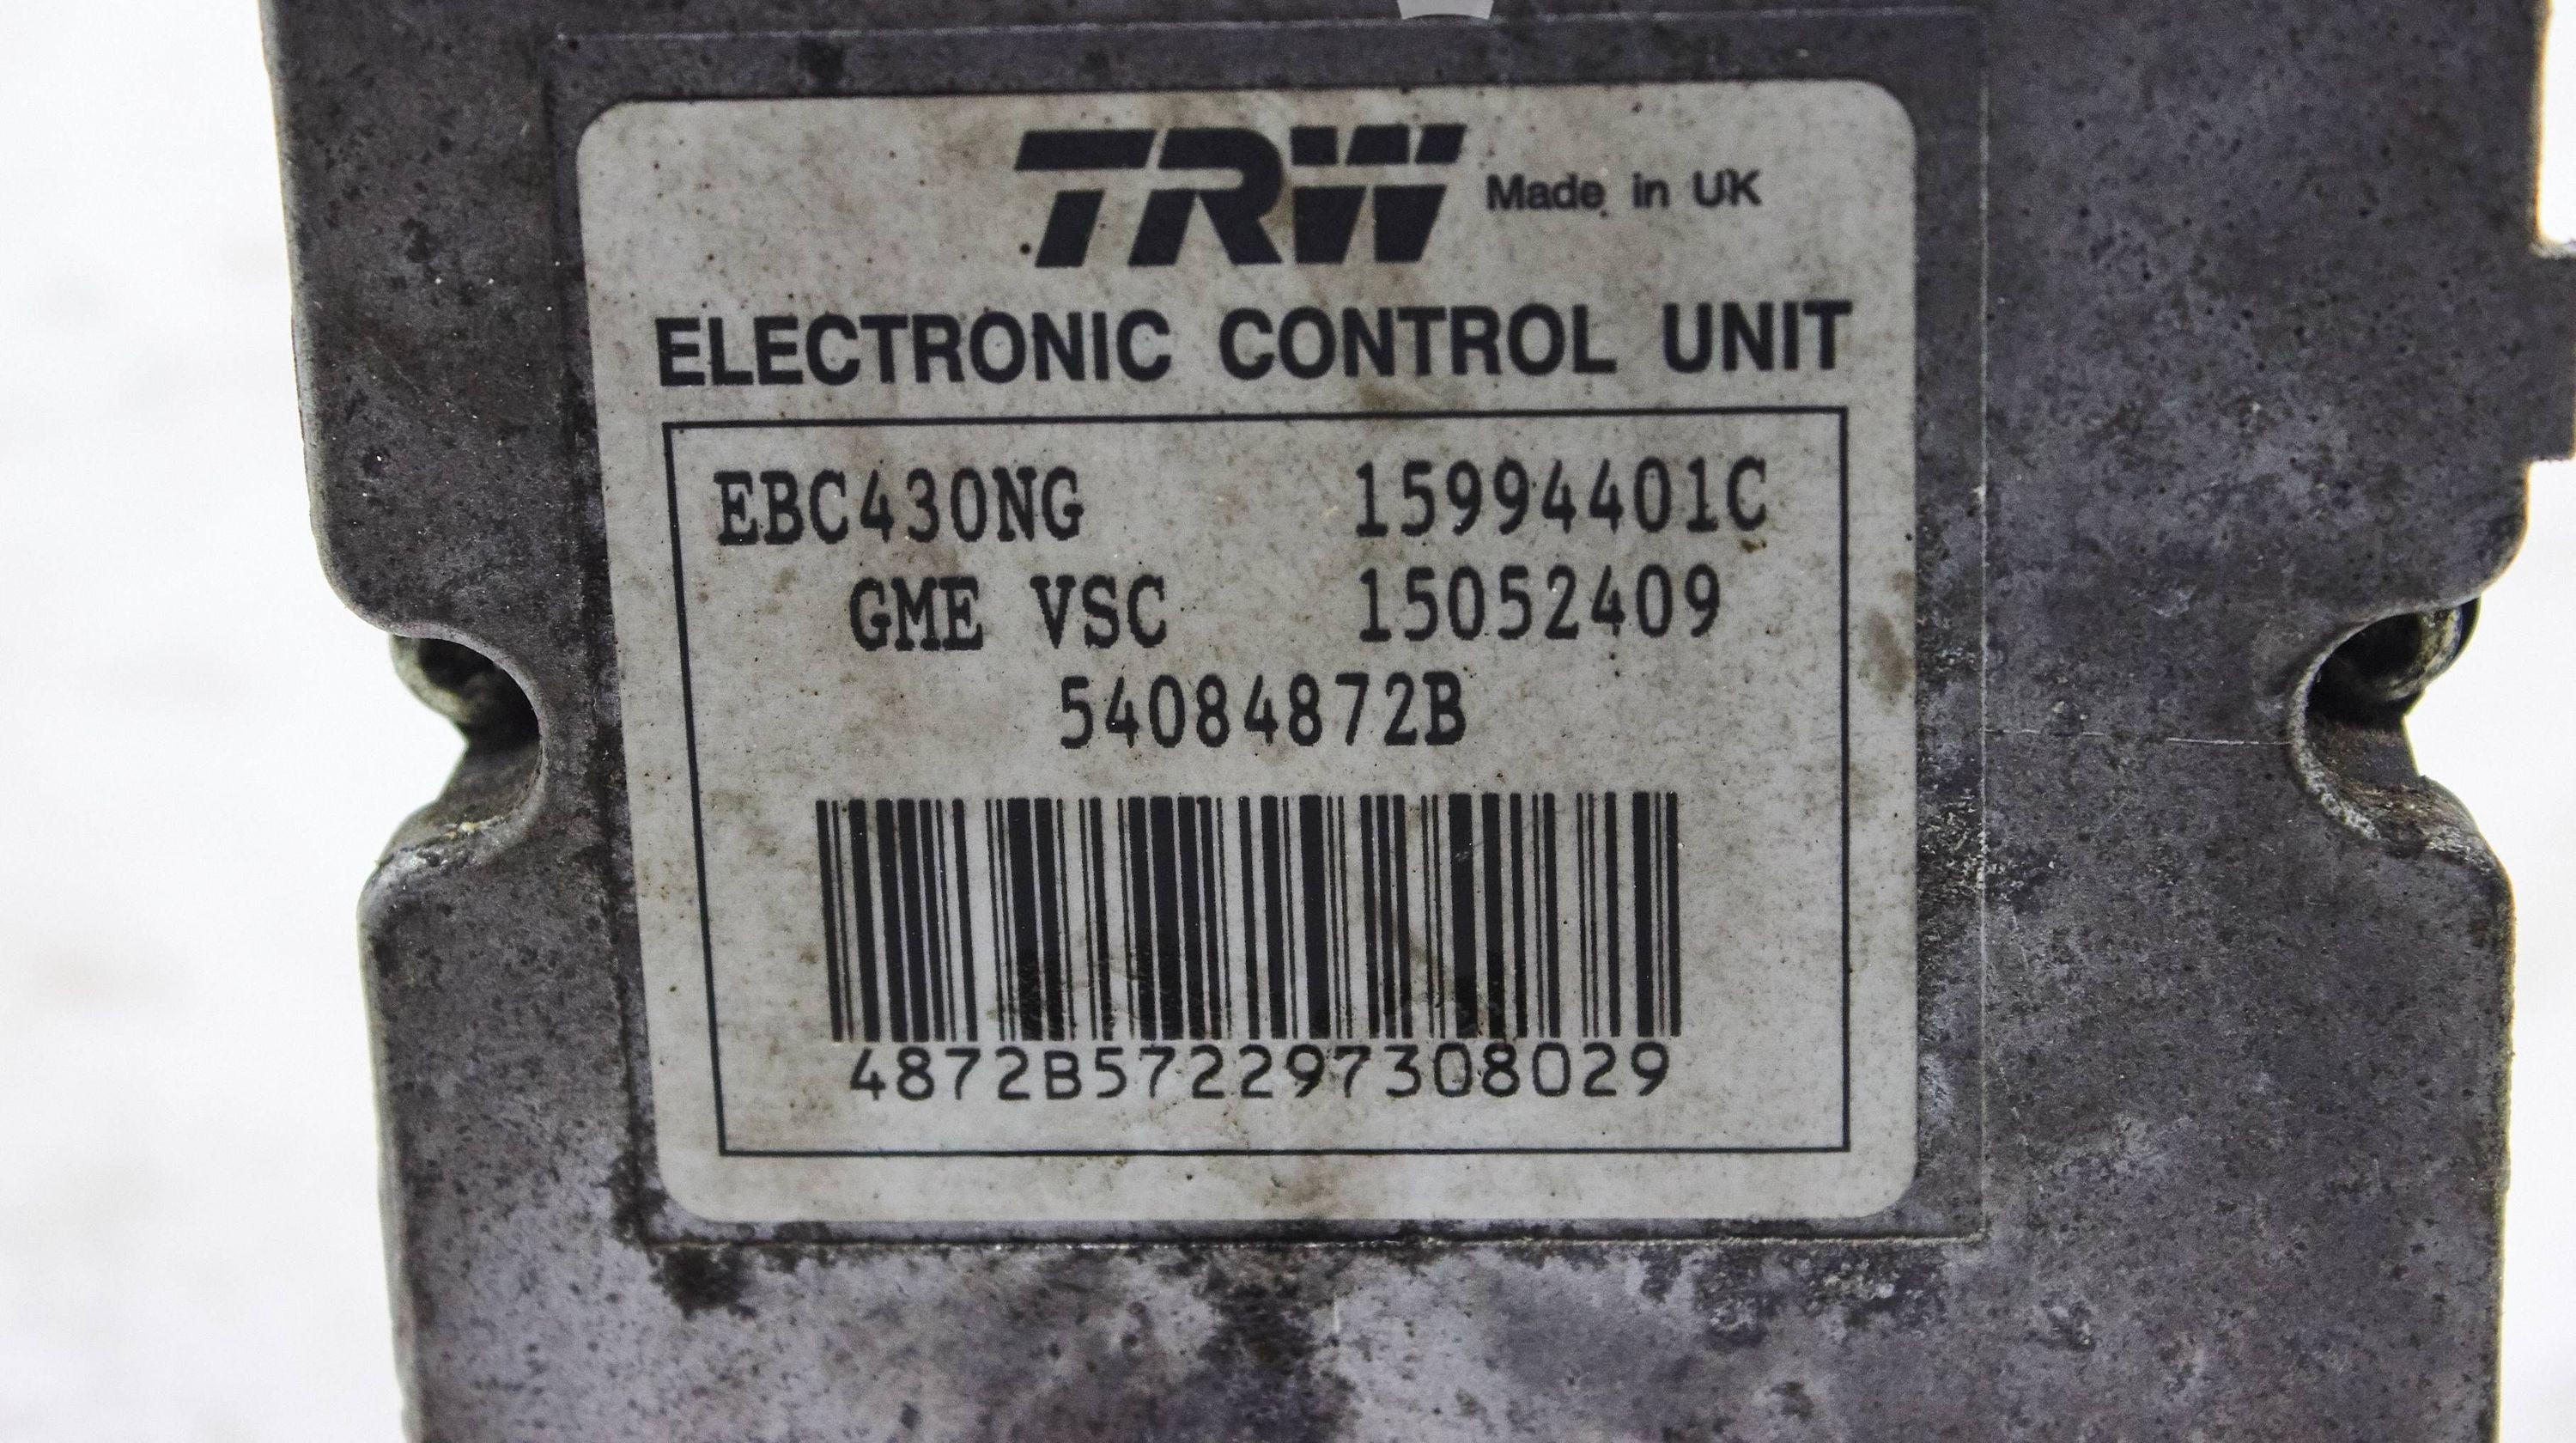 TRW Made in UK
ELECTRONIC CONTROL UNIT
EBC430NG 15994401C
GME VSC 15052409
54084872B
4872B572297308029